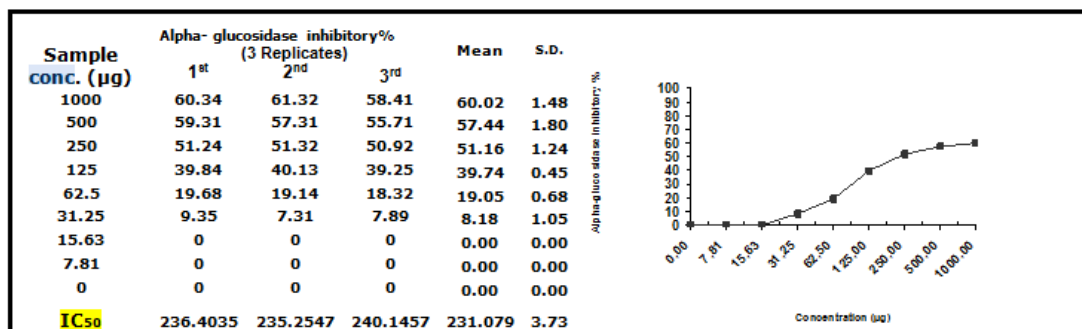 Alpha- glucosidase inhibitory%
(3 Replicates)
Sample conc. (µg) 1st 2nd 3rd Mean S.D.
1000 60.34 61.32 58.41 60.02 1.48
500 59.31 57.31 55.71 57.44 1.80
250 51.24 51.32 50.92 51.16 1.24
125 39.84 40.13 39.25 39.74 0.45
62.5 19.68 19.14 18.32 19.05 0.68
31.25 9.35 7.31 7.89 8.18 1.05
15.63 0 0 0 0.00 0.00
7.81 0 0 0 0.00 0.00
0 0 0 0 0.00 0.00
IC50 236.4035 235.2547 240.1457 231.079 3.73
Alpha-gluco sidase inhibitory %
100
90
80
70
60
50
40
30
20
10
0
0,00 7,81 15,63 31,25 62,50 125,00 250,00 500,00 1000,00
Concentration (µg)